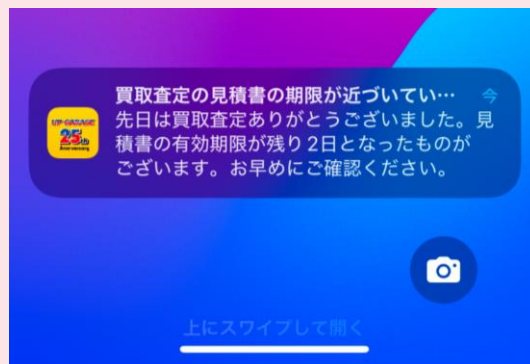 買取査定の見積書の期限が近づいてい…
今
UP GARAGE
25th
Anniversary
先日は買取査定ありがとうございました。見
積書の有効期限が残り2日となったものが
ございます。お早めにご確認ください。
上にスワイプして開く